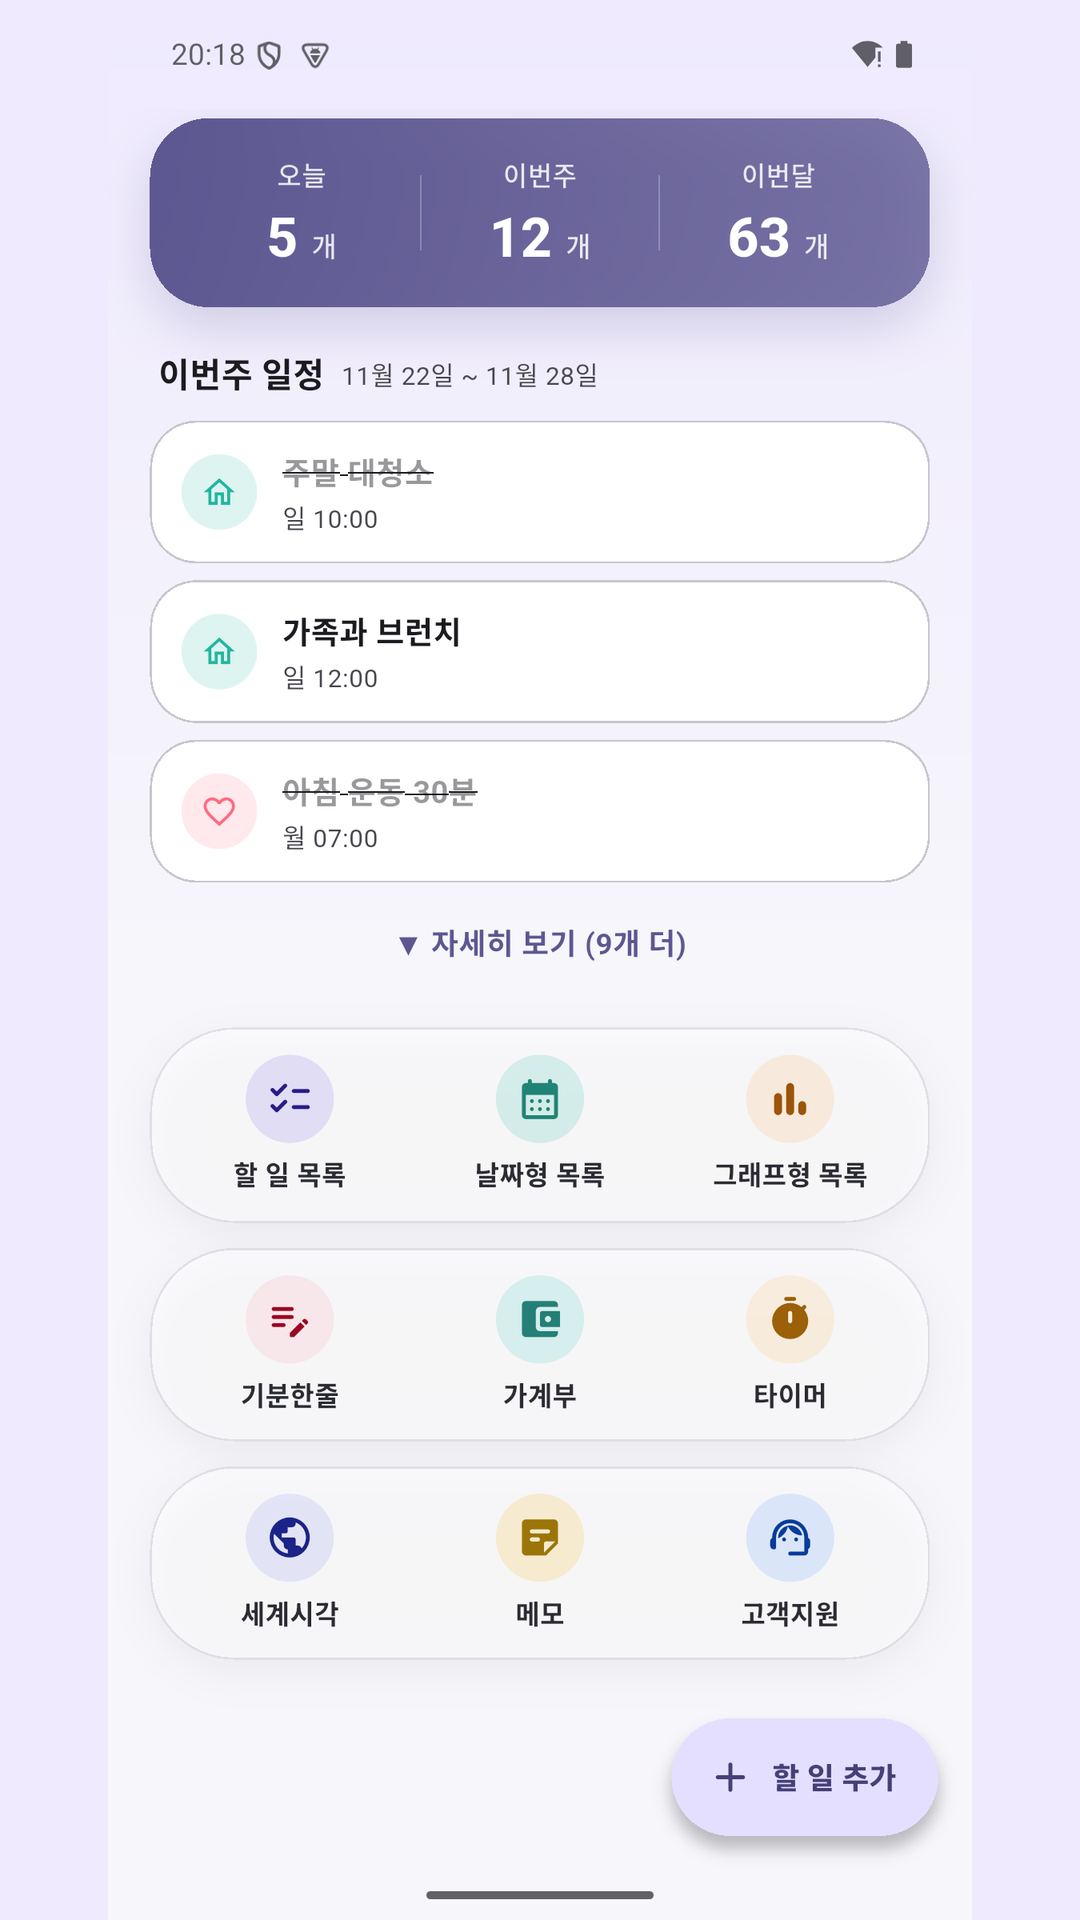 20:18
오늘
이번주
이번달
5 개
12 개
63 개
이번주 일정 11월 22일 ~ 11월 28일
주말 대청소
일 10:00
가족과 브런치
일 12:00
아침 운동 30분
월 07:00
▼ 자세히 보기 (9개 더)
할 일 목록
날짜형 목록
그래프형 목록
기분한줄
가계부
타이머
세계시각
메모
고객지원
+ 할 일 추가